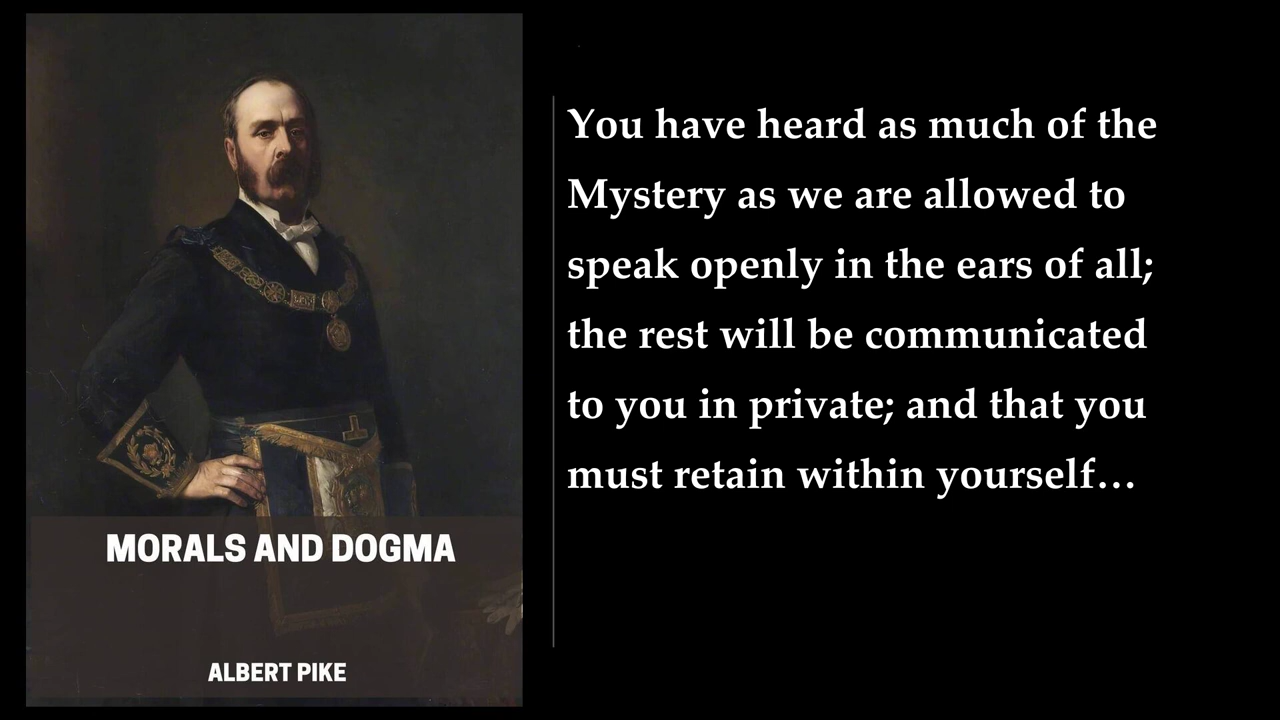 MORALS AND DOGMA
ALBERT PIKE
You have heard as much of the
Mystery as we are allowed to
speak openly in the ears of all;
the rest will be communicated
to you in private; and that you
must retain within yourself…